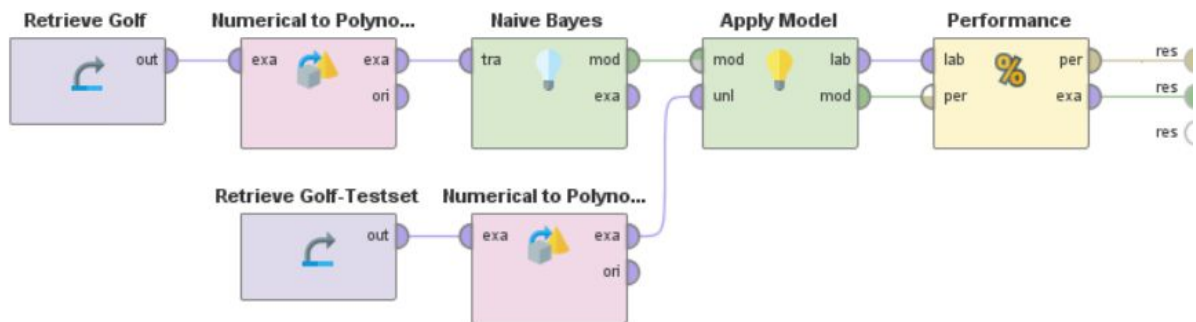 Retrieve Golf
out
Numerical to Polyno...
exa
exa
ori
Naive Bayes
tra
mod
exa
Apply Model
mod
lab
unl
mod
Performance
lab
per
per
exa
res
res
res
Retrieve Golf-Testset
out
Numerical to Polyno...
exa
exa
ori